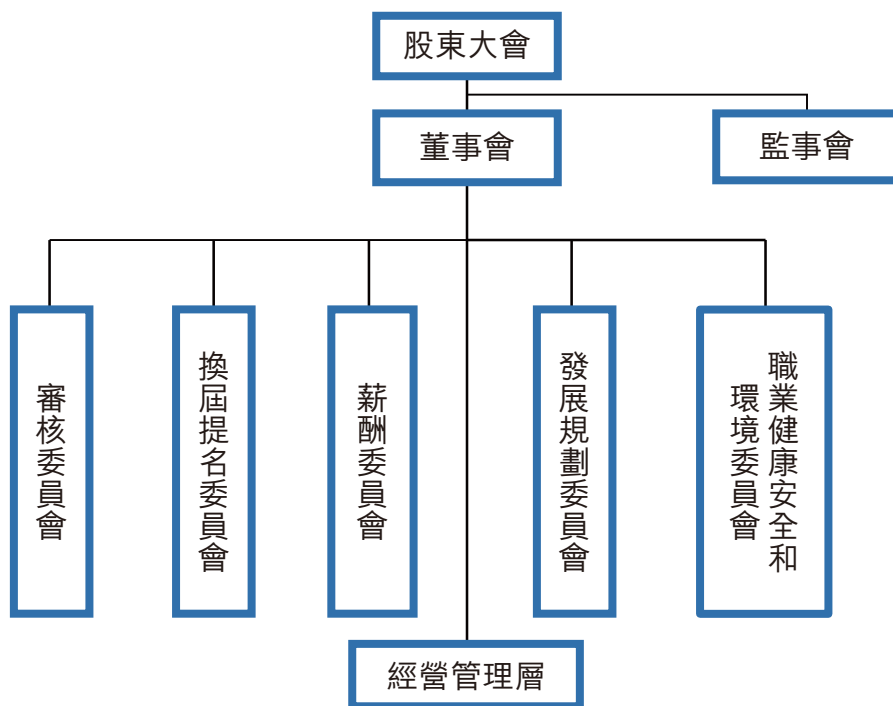 股東大會
董事會
監事會
審核委員會
換屆提名委員會
薪酬委員會
發展規劃委員會
職業健康安全和
環境委員會
經營管理層